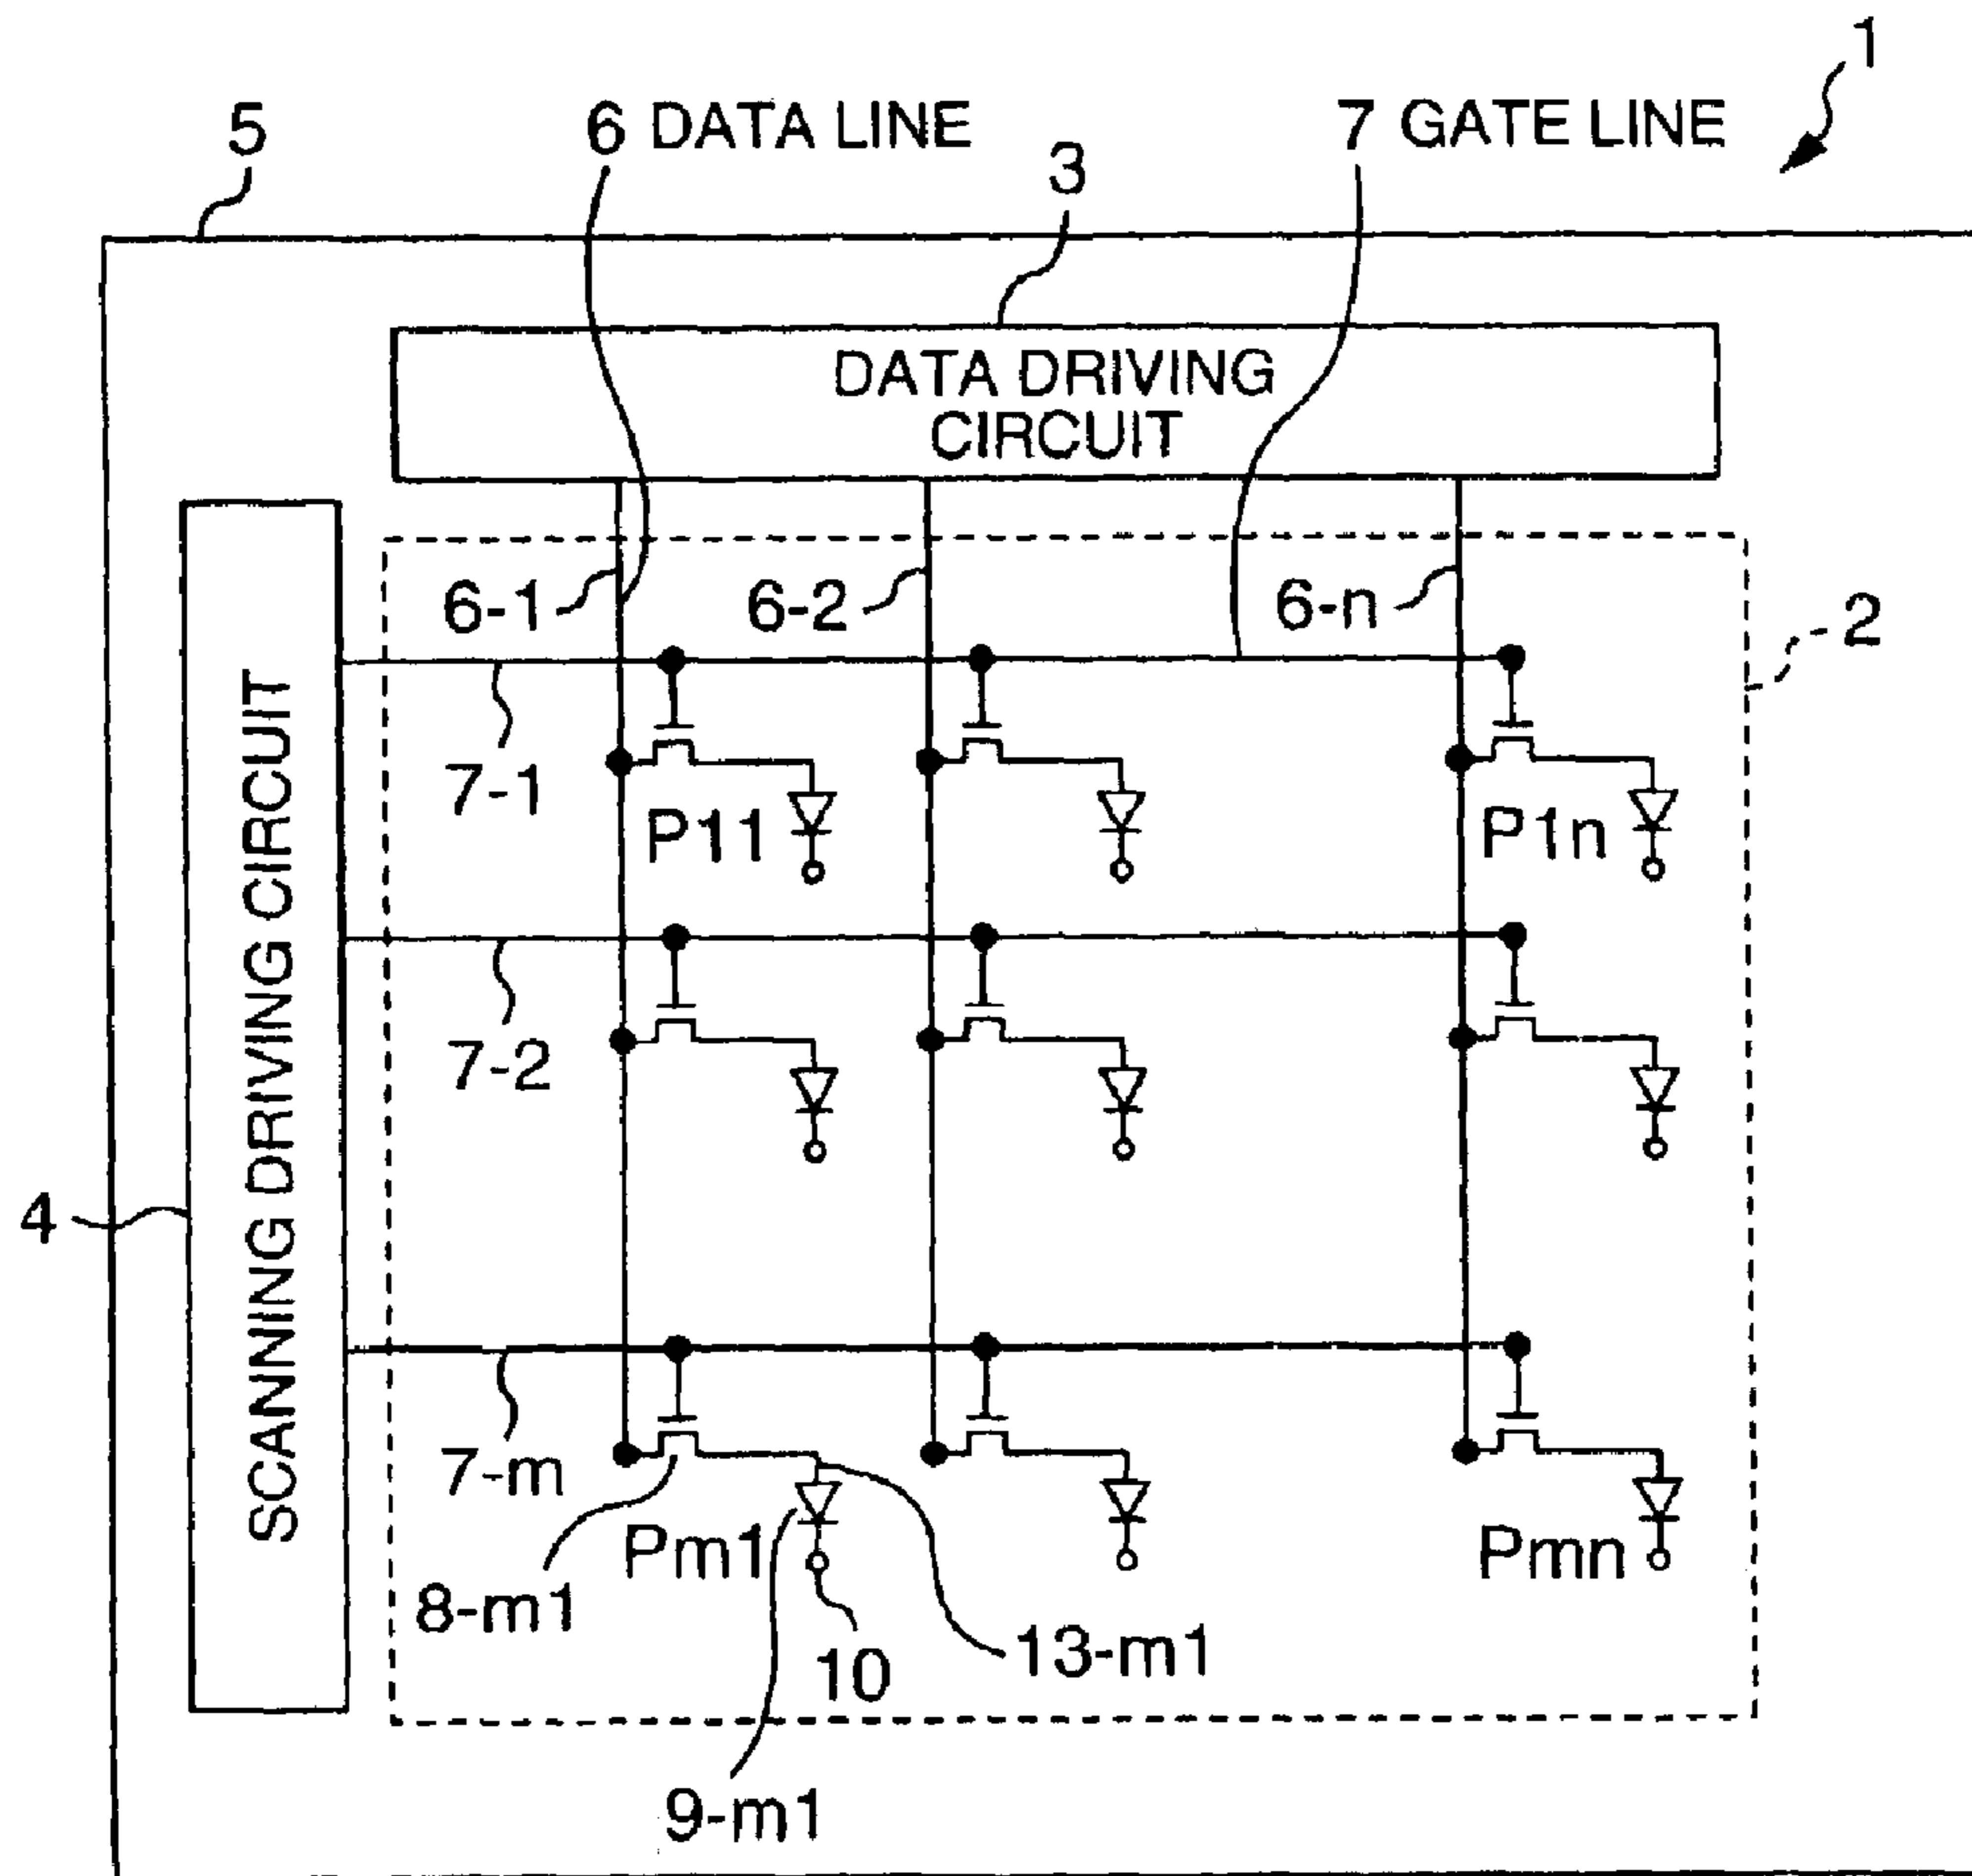 1
5
6 DATA LINE
7 GATE LINE
3
DATA DRIVING
CIRCUIT
6-1
6-2
6-n
2
7-1
P11
P1n
SCANNING DRIVING CIRCUIT
7-2
4
7-m
Pm1
Pmn
8-m1
10
13-m1
9-m1